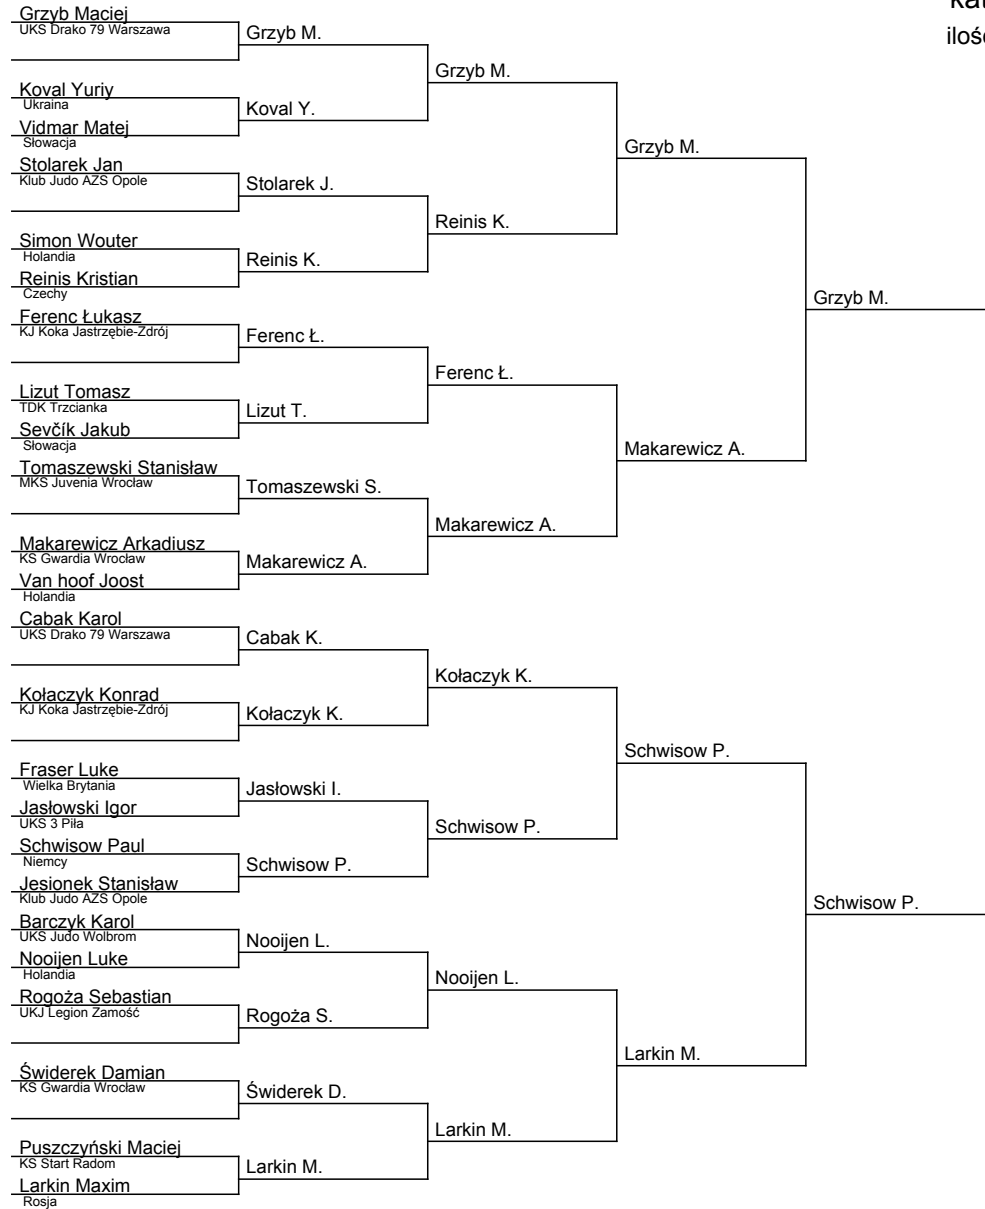 kat
Grzyb Maciej
UKS Drako 79 Warszawa
Grzyb M.
ilość
Grzyb M.
Koval Yuriy
Ukraina
Koval Y.
Vidmar Matej
Słowacja
Grzyb M.
Stolarek Jan
Klub Judo AZS Opole
Stolarek J.
Reinis K.
Simon Wouter
Holandia
Reinis K.
Reinis Kristian
Czechy
Grzyb M.
Ferenc Łukasz
KJ Koka Jastrzębie-Zdrój
Ferenc Ł.
Ferenc Ł.
Lizut Tomasz
TDK Trzcianka
Lizut T.
Sevčík Jakub
Słowacja
Makarewicz A.
Tomaszewski Stanisław
MKS Juvenia Wrocław
Tomaszewski S.
Makarewicz A.
Makarewicz Arkadiusz
KS Gwardia Wrocław
Makarewicz A.
Van hoof Joost
Holandia
Cabak Karol
UKS Drako 79 Warszawa
Cabak K.
Kołaczyk K.
Kołaczyk Konrad
KJ Koka Jastrzębie-Zdrój
Kołaczyk K.
Schwisow P.
Fraser Luke
Wielka Brytania
Jasłowski I.
Jasłowski Igor
UKS 3 Piła
Schwisow P.
Schwisow Paul
Niemcy
Schwisow P.
Jesionek Stanisław
Klub Judo AZS Opole
Schwisow P.
Barczyk Karol
UKS Judo Wolbrom
Nooijen L.
Nooijen Luke
Holandia
Nooijen L.
Rogoża Sebastian
UKJ Legion Zamość
Rogoża S.
Larkin M.
Świderek Damian
KS Gwardia Wrocław
Świderek D.
Larkin M.
Puszczyński Maciej
KS Start Radom
Larkin M.
Larkin Maxim
Rosja